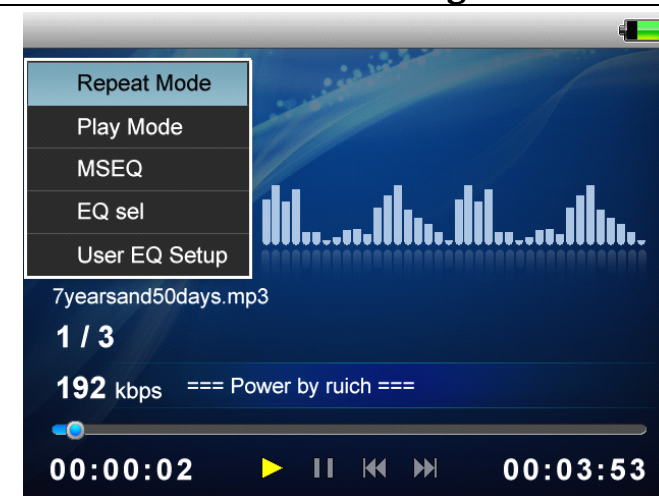 Repeat Mode
Play Mode
MSEQ
EQ sel
User EQ Setup
7yearsand50days.mp3
1 / 3
192 kbps === Power by ruich ===
00:00:02 00:03:53